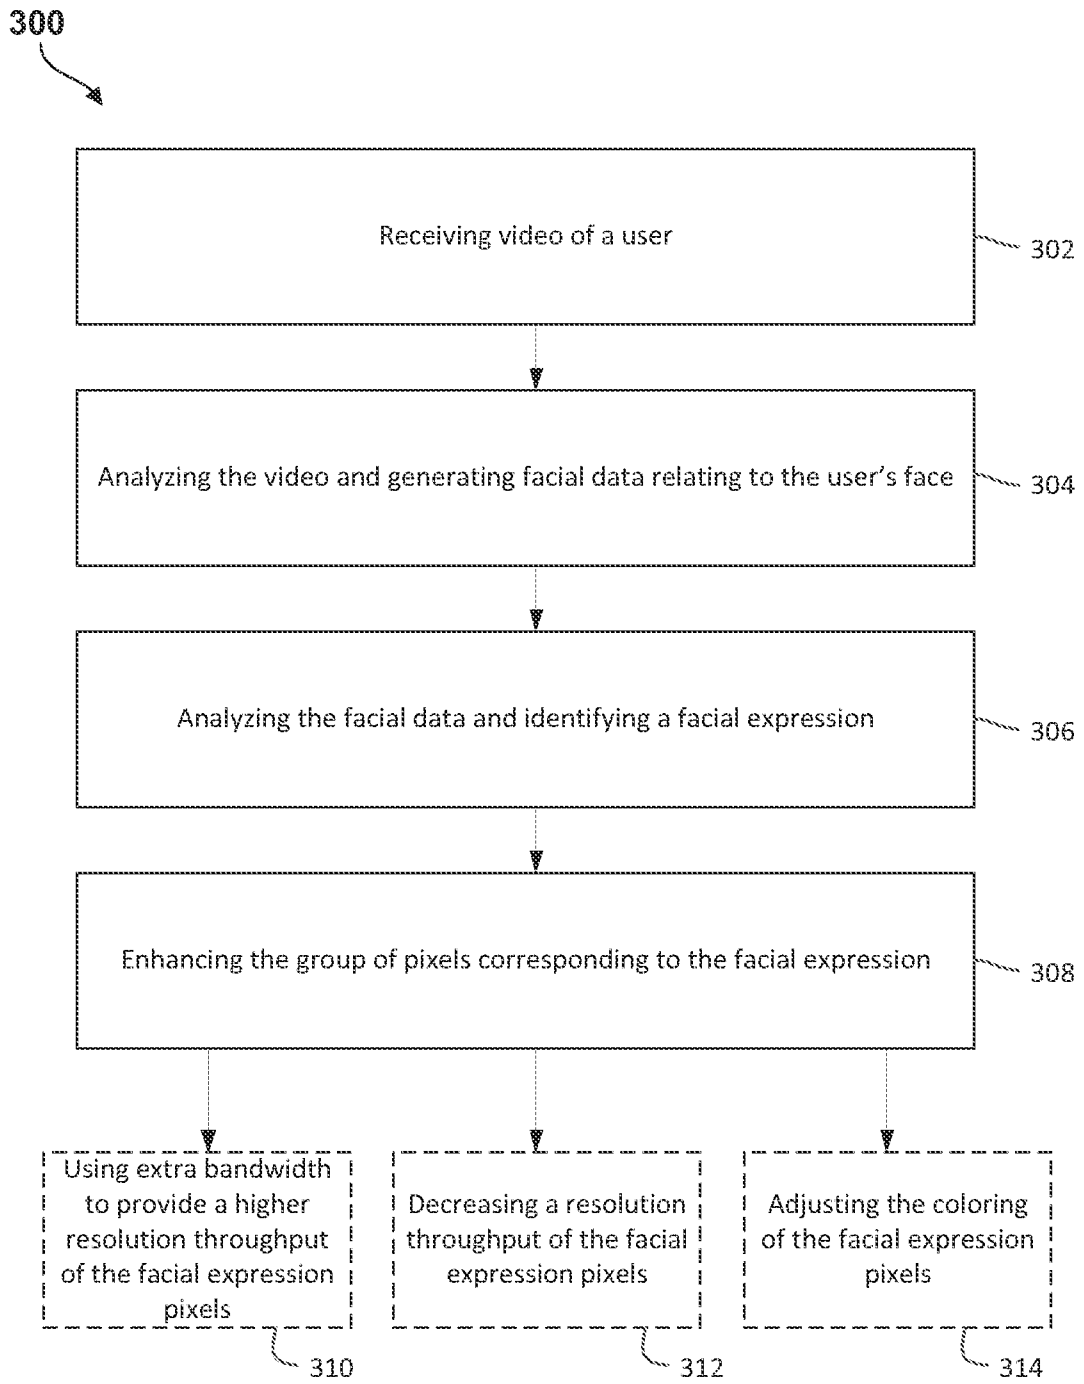 300
Receiving video of a user
302
Analyzing the video and generating facial data relating to the user's face
304
Analyzing the facial data and identifying a facial expression
306
Enhancing the group of pixels corresponding to the facial expression
308
Using extra bandwidth
to provide a higher
resolution throughput
of the facial expression
pixels
310
Decreasing a resolution
throughput of the facial
expression pixels
312
Adjusting the coloring
of the facial expression
pixels
314